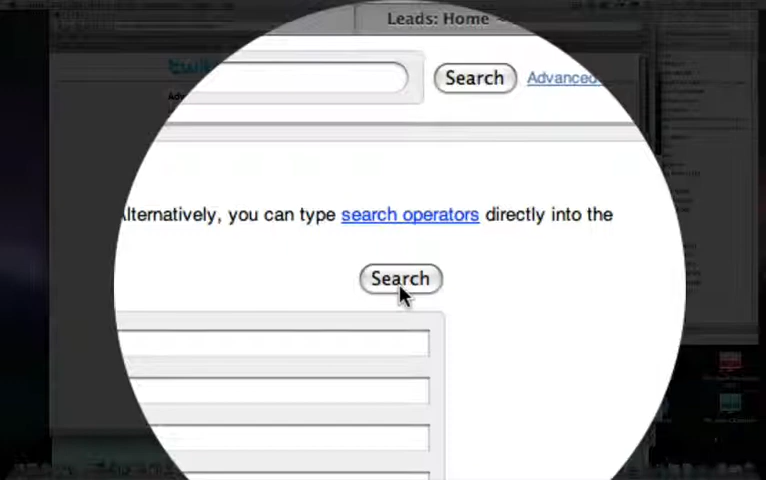 Leads: Home
Search Advanced
Alternatively, you can type search operators directly into the
Search